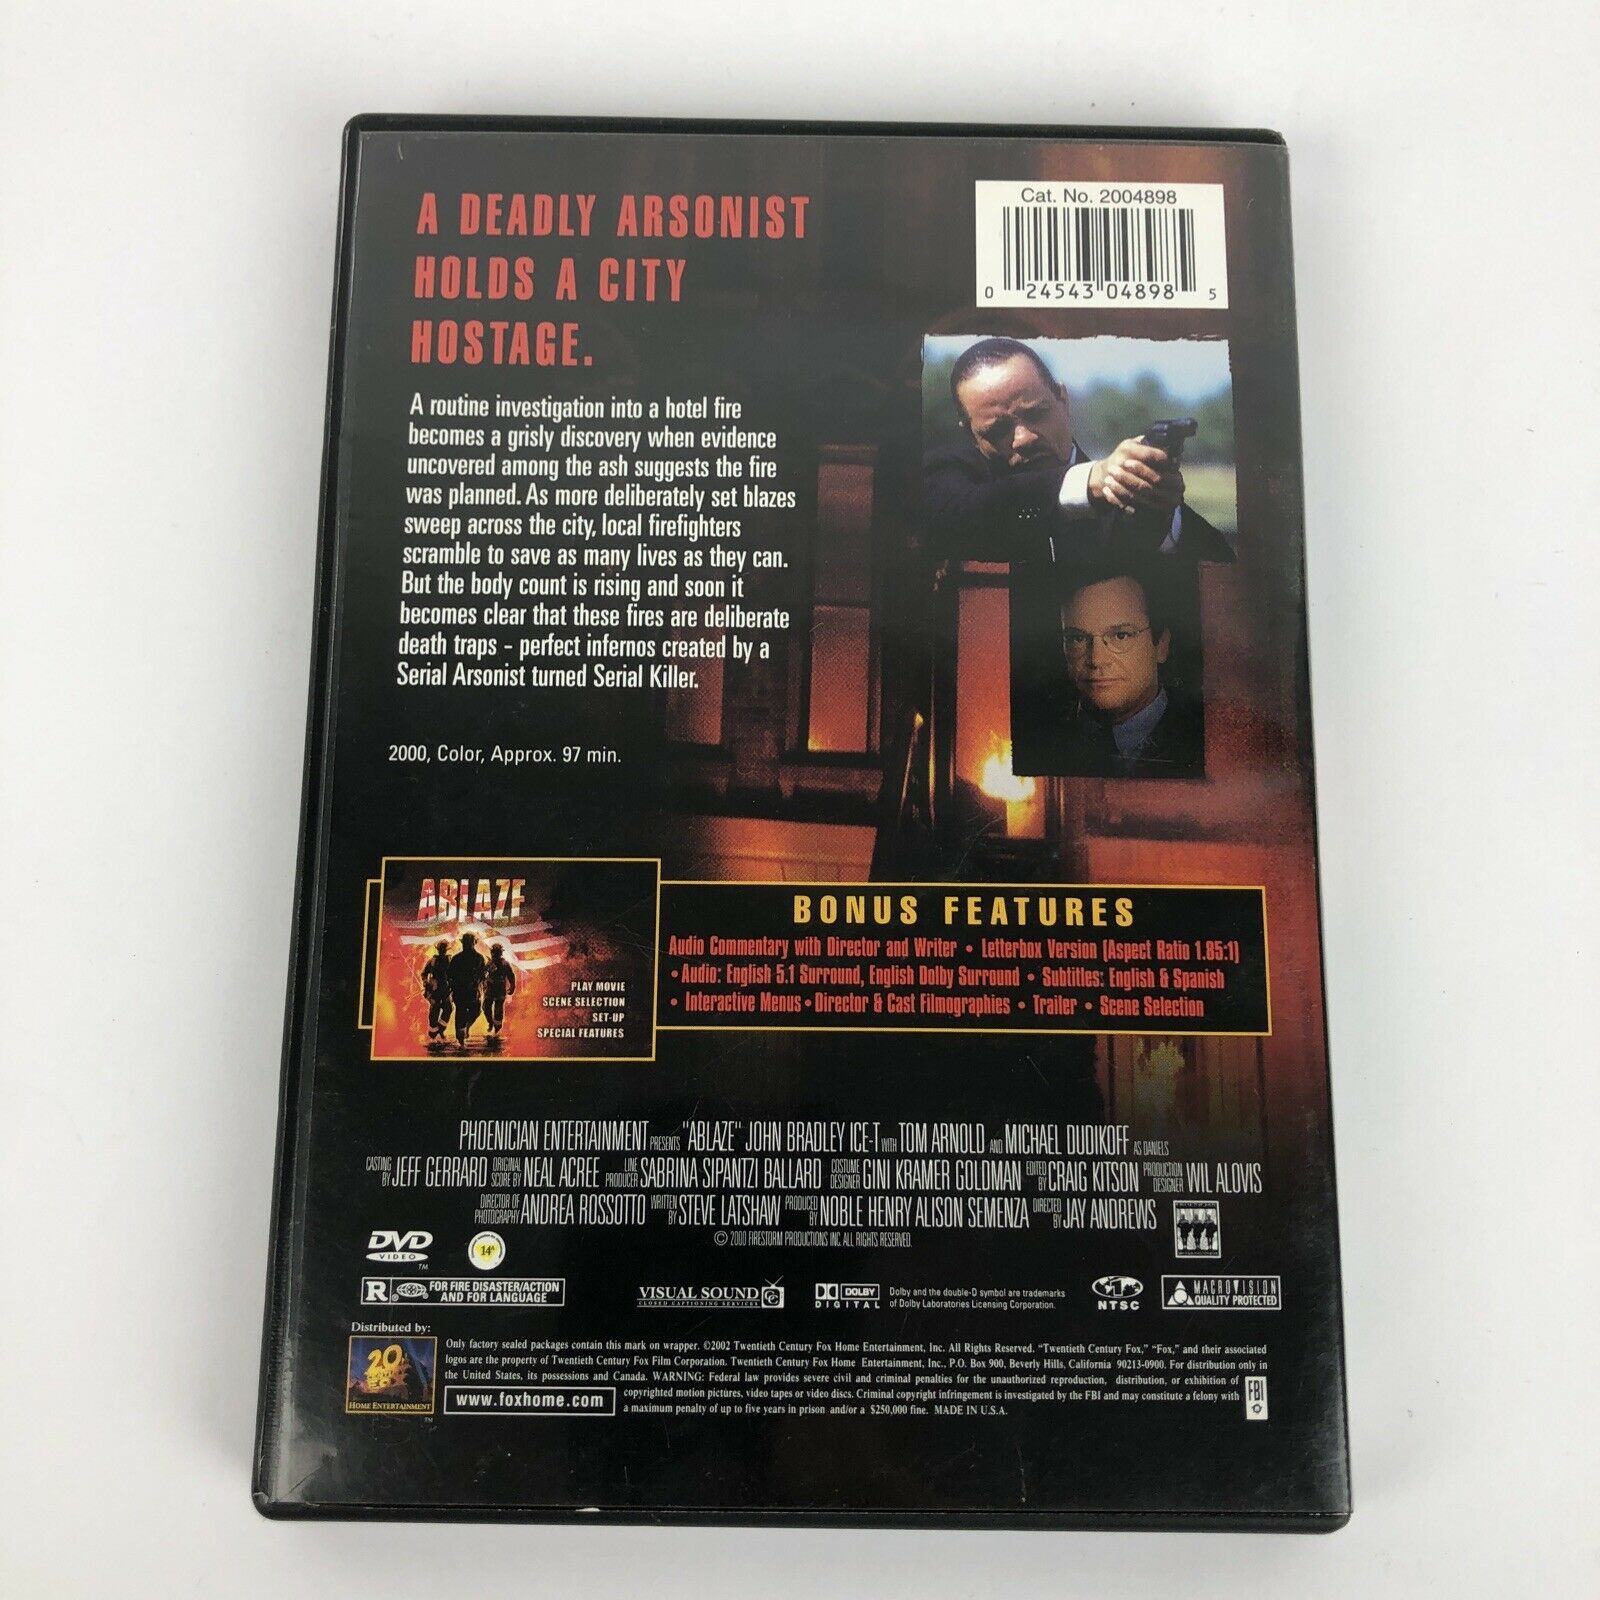 A DEADLY ARSONIST
HOLDS A CITY
HOSTAGE.
Cat. No. 2004898
0 24543 04898 5
A routine investigation into a hotel fire
becomes a grisly discovery when evidence
uncovered among the ash suggests the fire
was planned. As more deliberately set blazes
sweep across the city, local firefighters
scramble to save as many lives as they can.
But the body count is rising and soon it
becomes clear that these fires are deliberate
death traps - perfect infernos created by a
Serial Arsonist turned Serial Killer.
2000, Color, Approx. 97 min.
ABLAZE
PLAY MOVIE
SCENE SELECTION
SET-UP
SPECIAL FEATURES
BONUS FEATURES
Audio Commentary with Director and Writer • Letterbox Version (Aspect Ratio 1.85:1)
• Audio: English 5.1 Surround, English Dolby Surround • Subtitles: English & Spanish
• Interactive Menus • Director & Cast Filmographies • Trailer • Scene Selection
PHOENICIAN ENTERTAINMENT PRESENTS "ABLAZE" JOHN BRADLEY ICE-T WITH TOM ARNOLD AND MICHAEL DUDIKOFF AS DANIELS
CASTING BY JEFF GERRARD ORIGINAL SCORE BY NEAL ACREE LINE PRODUCER SABRINA SIPANTZI BALLARD COSTUME DESIGNER GINI KRAMER GOLDMAN EDITED BY CRAIG KITSON PRODUCTION DESIGNER WIL ALOVIS
DIRECTOR OF PHOTOGRAPHY ANDREA ROSSOTTO WRITTEN BY STEVE LATSHAW PRODUCED BY NOBLE HENRY ALISON SEMENZA DIRECTED BY JAY ANDREWS
© 2000 FIRESTORM PRODUCTIONS INC. ALL RIGHTS RESERVED.
DVD
VIDEO
TM
14A
R
FOR FIRE DISASTER/ACTION
AND FOR LANGUAGE
VISUAL SOUND CC
CLOSED CAPTIONING SERVICES
DOLBY
DIGITAL
Dolby and the double-D symbol are trademarks
of Dolby Laboratories Licensing Corporation.
NTSC
MACROVISION
QUALITY PROTECTED
Distributed by:
HOME ENTERTAINMENT
TM
Only factory sealed packages contain this mark on wrapper. ©2002 Twentieth Century Fox Home Entertainment, Inc. All Rights Reserved. "Twentieth Century Fox," "Fox," and their associated
logos are the property of Twentieth Century Fox Film Corporation. Twentieth Century Fox Home Entertainment, Inc., P.O. Box 900, Beverly Hills, California 90213-0900. For distribution only in
the United States, its possessions and Canada. WARNING: Federal law provides severe civil and criminal penalties for the unauthorized reproduction, distribution, or exhibition of
copyrighted motion pictures, video tapes or video discs. Criminal copyright infringement is investigated by the FBI and may constitute a felony with
a maximum penalty of up to five years in prison and/or a $250,000 fine. MADE IN U.S.A.
www.foxhome.com
FBI